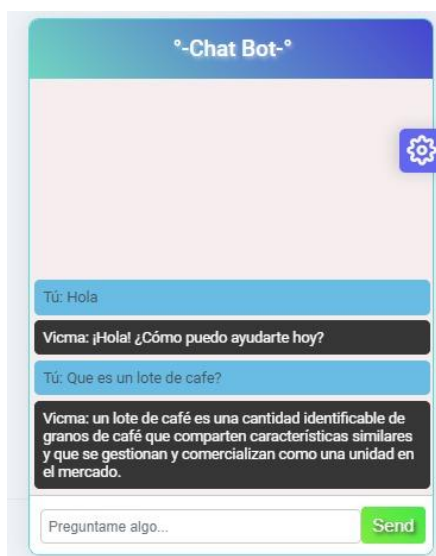 °-Chat Bot-°
Tú: Hola
Vicma: ¡Hola! ¿Cómo puedo ayudarte hoy?
Tú: Que es un lote de cafe?
Vicma: un lote de café es una cantidad identificable de
granos de café que comparten características similares
y que se gestionan y comercializan como una unidad en
el mercado.
Preguntame algo...
Send